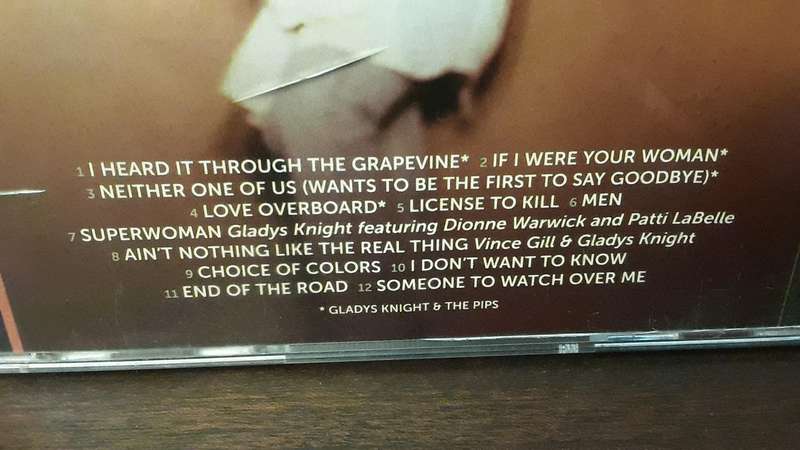 1 I HEARD IT THROUGH THE GRAPEVINE* 2 IF I WERE YOUR WOMAN*
3 NEITHER ONE OF US (WANTS TO BE THE FIRST TO SAY GOODBYE)*
4 LOVE OVERBOARD* 5 LICENSE TO KILL 6 MEN
7 SUPERWOMAN Gladys Knight featuring Dionne Warwick and Patti LaBelle
8 AIN'T NOTHING LIKE THE REAL THING Vince Gill & Gladys Knight
9 CHOICE OF COLORS 10 I DON'T WANT TO KNOW
11 END OF THE ROAD 12 SOMEONE TO WATCH OVER ME
* GLADYS KNIGHT & THE PIPS